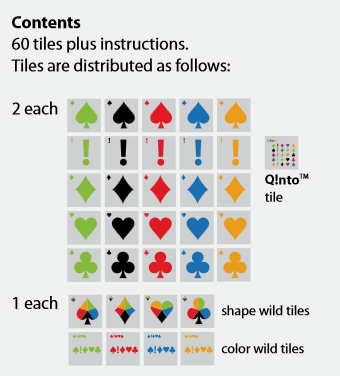 Contents
60 tiles plus instructions.
Tiles are distributed as follows:
2 each
! ! ! ! !
Q!nto™
tile
1 each
shape wild tiles
color wild tiles